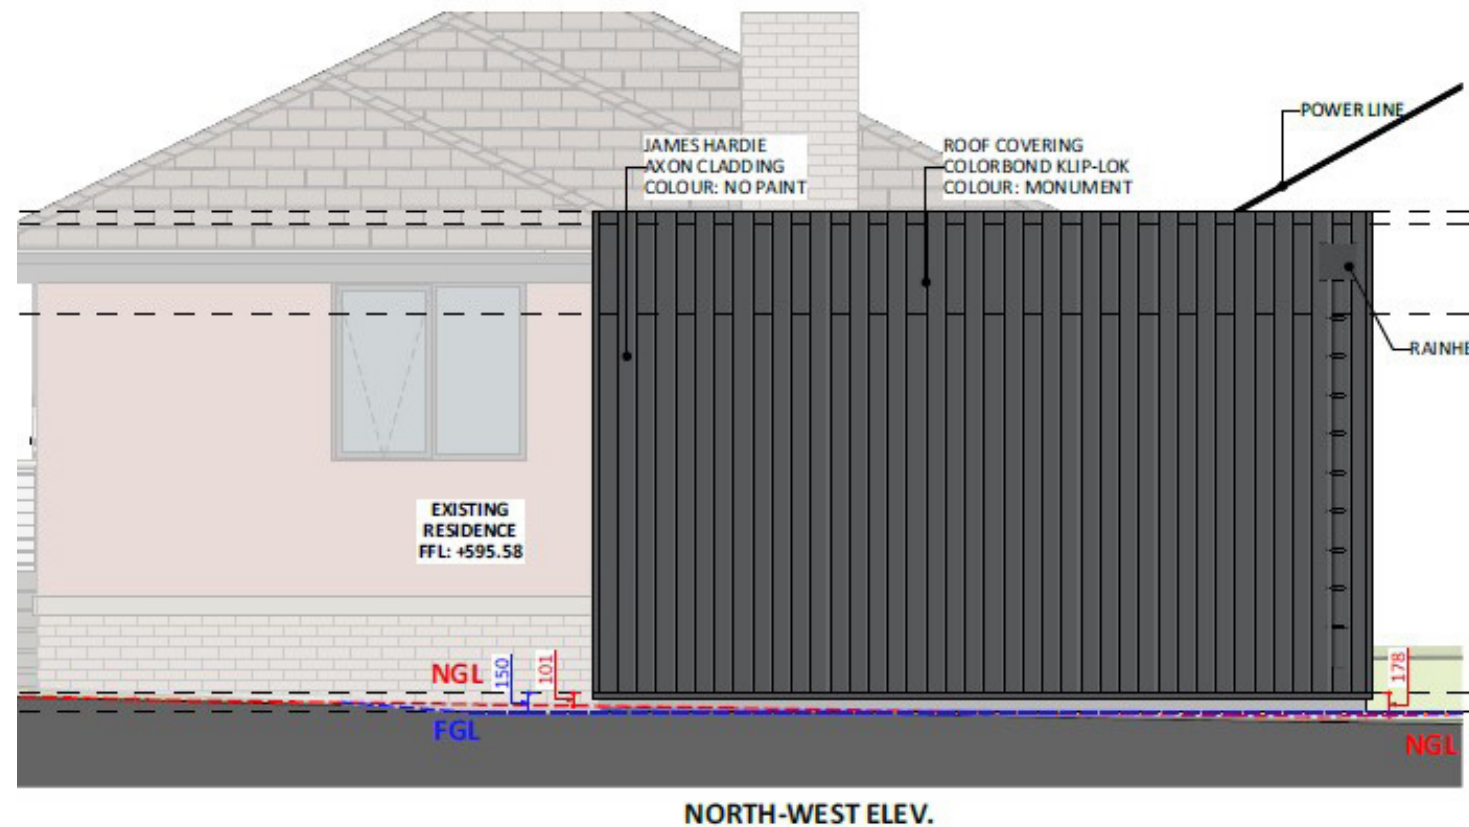 POWER LINE
JAMES HARDIE
AXON CLADDING
COLOUR: NO PAINT
ROOF COVERING
COLORBOND KLIP-LOK
COLOUR: MONUMENT
RAINHE
EXISTING
RESIDENCE
FFL: +595.58
NGL
150
101
178
FGL
NGL
NORTH-WEST ELEV.